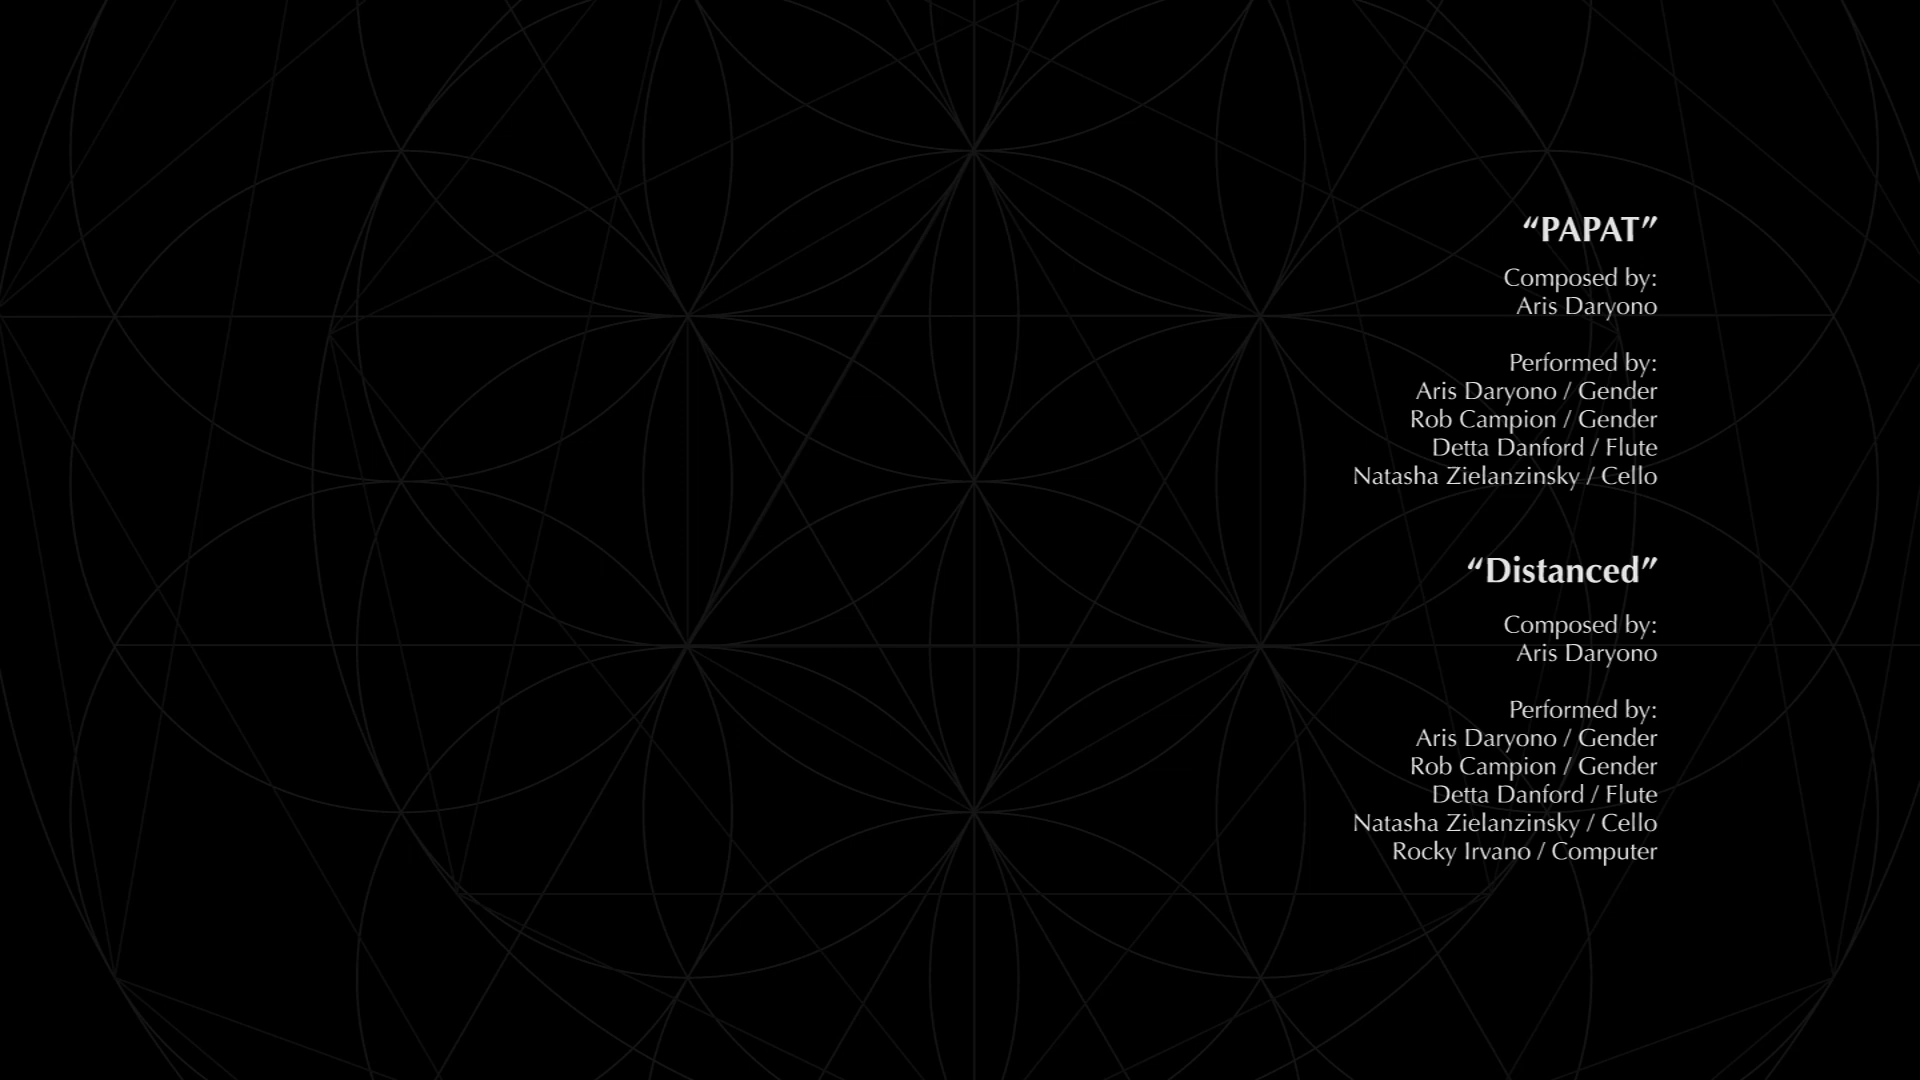 “PAPAT”
Composed by:
Aris Daryono
Performed by:
Aris Daryono / Gender
Rob Campion / Gender
Detta Danford / Flute
Natasha Zielanzinsky / Cello
“Distanced”
Composed by:
Aris Daryono
Performed by:
Aris Daryono / Gender
Rob Campion / Gender
Detta Danford / Flute
Natasha Zielanzinsky / Cello
Rocky Irvano / Computer